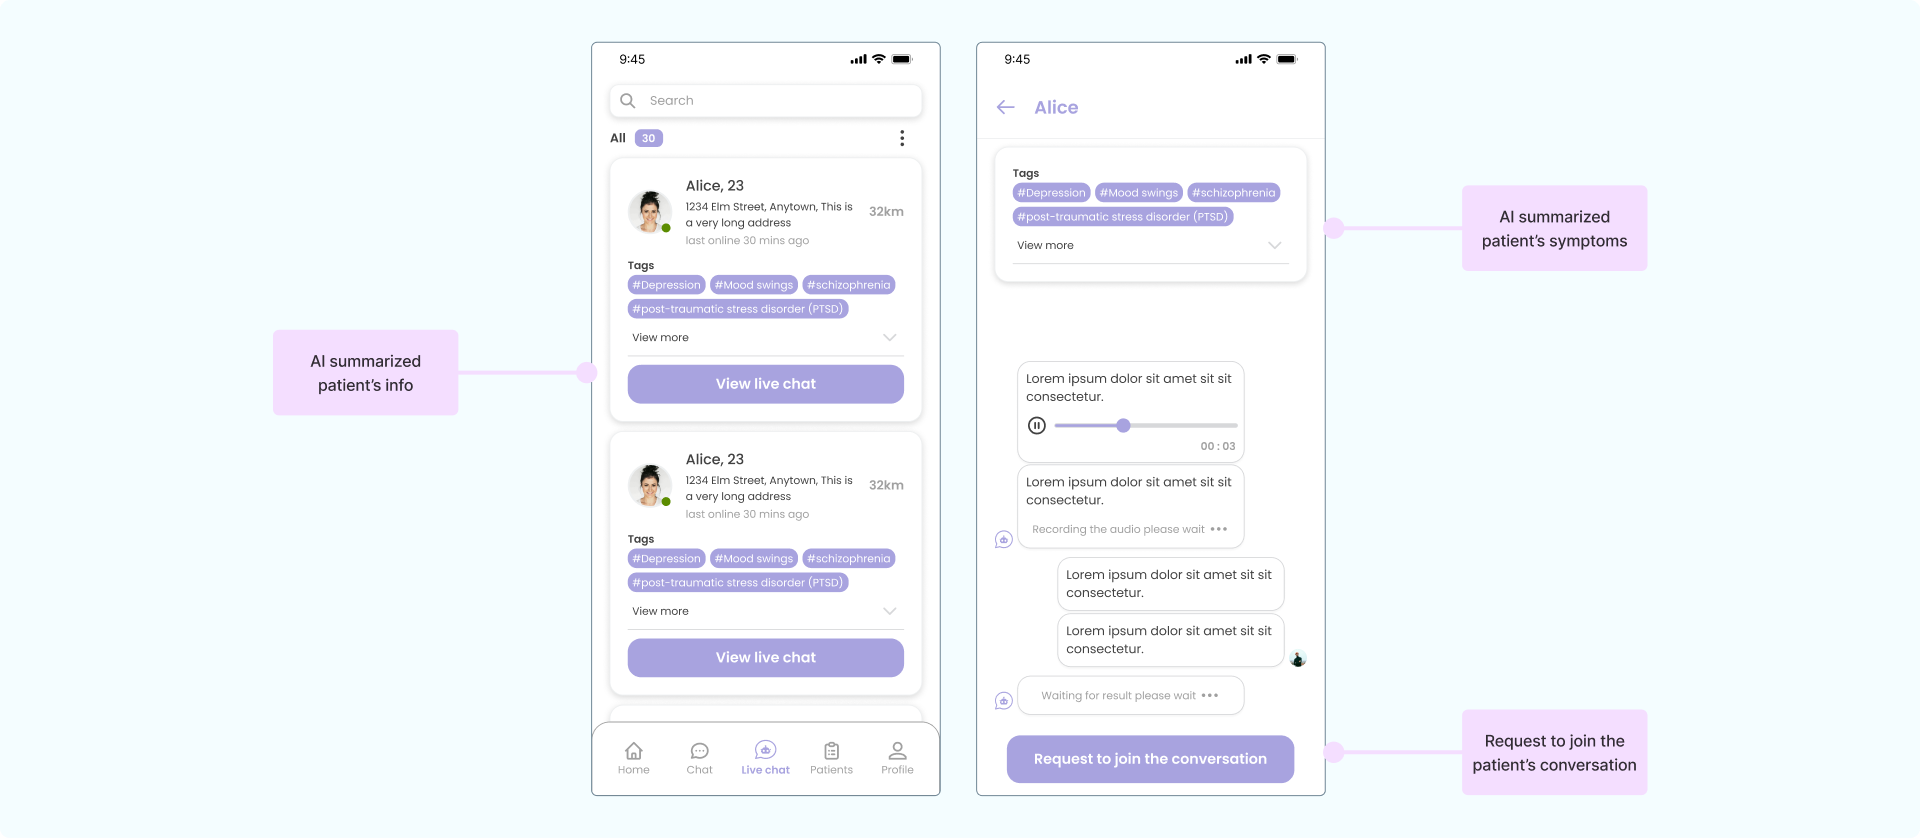 AI summarized
patient's info
9:45
Search
All 30
Alice, 23
1234 Elm Street, Anytown, This is
a very long address
32km
last online 30 mins ago
Tags
#Depression #Mood swings #schizophrenia
#post-traumatic stress disorder (PTSD)
View more
View live chat
Alice, 23
1234 Elm Street, Anytown, This is
a very long address
32km
last online 30 mins ago
Tags
#Depression #Mood swings #schizophrenia
#post-traumatic stress disorder (PTSD)
View more
View live chat
Home Chat Live chat Patients Profile
9:45
Alice
Tags
#Depression #Mood swings #schizophrenia
#post-traumatic stress disorder (PTSD)
View more
Lorem ipsum dolor sit amet sit sit
consectetur.
00 : 03
Lorem ipsum dolor sit amet sit sit
consectetur.
Recording the audio please wait •••
Lorem ipsum dolor sit amet sit sit
consectetur.
Lorem ipsum dolor sit amet sit sit
consectetur.
Waiting for result please wait •••
Request to join the conversation
AI summarized
patient's symptoms
Request to join the
patient's conversation